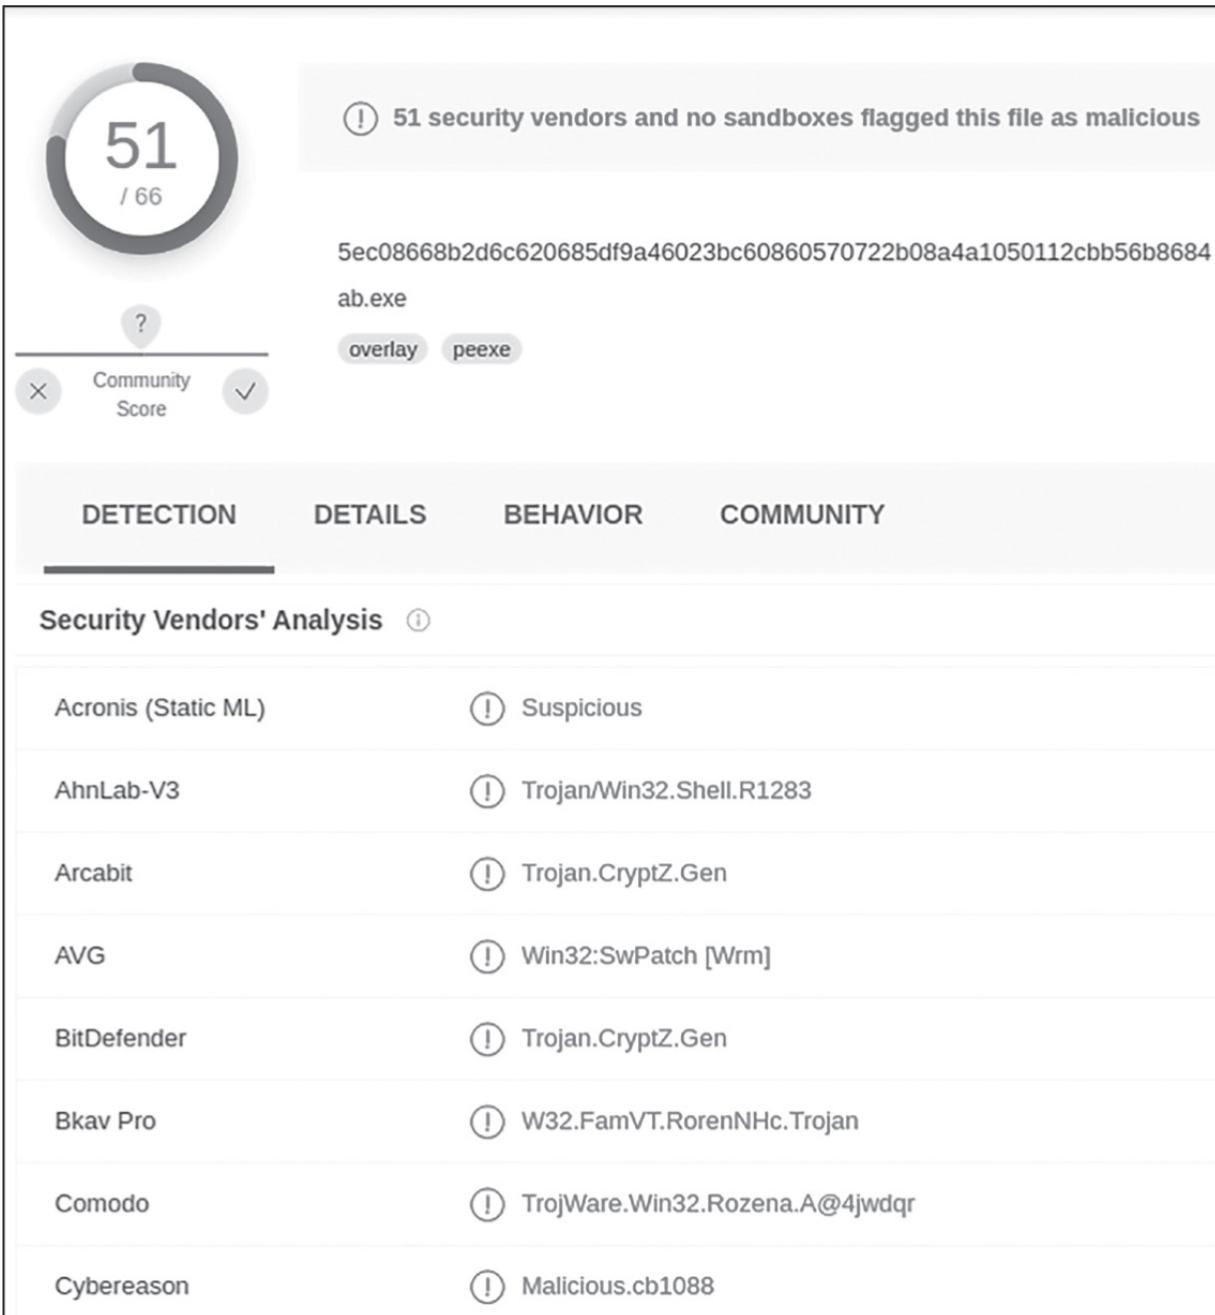 51
/ 66
51 security vendors and no sandboxes flagged this file as malicious
5ec08668b2d6c620685df9a46023bc60860570722b08a4a1050112cbb56b8684
ab.exe
overlay peexe
?
Community
Score
DETECTION DETAILS BEHAVIOR COMMUNITY
Security Vendors' Analysis
Acronis (Static ML) Suspicious
AhnLab-V3 Trojan/Win32.Shell.R1283
Arcabit Trojan.CryptZ.Gen
AVG Win32:SwPatch [Wrm]
BitDefender Trojan.CryptZ.Gen
Bkav Pro W32.FamVT.RorenNHc.Trojan
Comodo TrojWare.Win32.Rozena.A@4jwdqr
Cybereason Malicious.cb1088